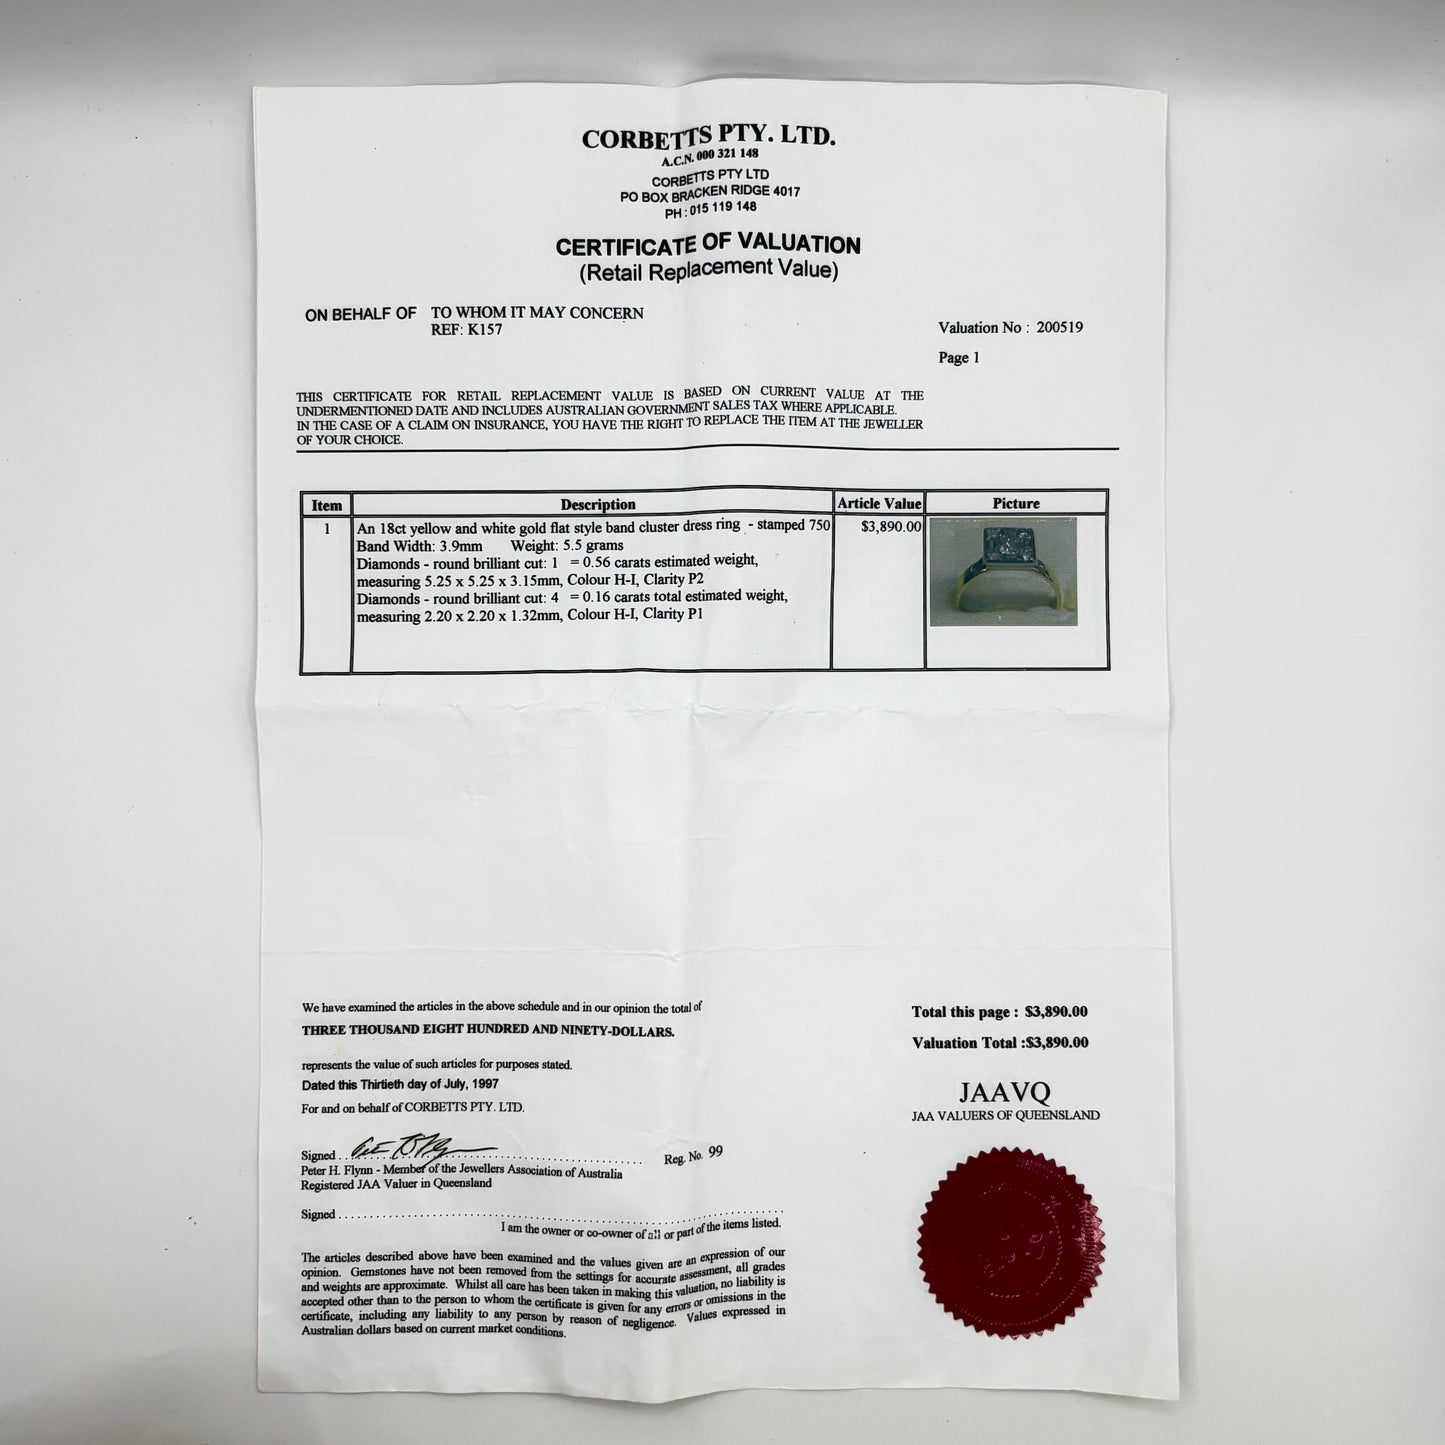 CORBETTS PTY. LTD.
A.C.N. 000 321 148
CORBETTS PTY LTD
PO BOX BRACKEN RIDGE 4017
PH : 015 119 148
CERTIFICATE OF VALUATION
(Retail Replacement Value)
ON BEHALF OF TO WHOM IT MAY CONCERN
REF: K157
Valuation No : 200519
Page 1
THIS CERTIFICATE FOR RETAIL REPLACEMENT VALUE IS BASED ON CURRENT VALUE AT THE
UNDERMENTIONED DATE AND INCLUDES AUSTRALIAN GOVERNMENT SALES TAX WHERE APPLICABLE.
IN THE CASE OF A CLAIM ON INSURANCE, YOU HAVE THE RIGHT TO REPLACE THE ITEM AT THE JEWELLER
OF YOUR CHOICE.
Item Description Article Value Picture
1 An 18ct yellow and white gold flat style band cluster dress ring - stamped 750 $3,890.00
Band Width: 3.9mm Weight: 5.5 grams
Diamonds - round brilliant cut: 1 = 0.56 carats estimated weight,
measuring 5.25 x 5.25 x 3.15mm, Colour H-I, Clarity P2
Diamonds - round brilliant cut: 4 = 0.16 carats total estimated weight,
measuring 2.20 x 2.20 x 1.32mm, Colour H-I, Clarity P1
We have examined the articles in the above schedule and in our opinion the total of
THREE THOUSAND EIGHT HUNDRED AND NINETY-DOLLARS.
represents the value of such articles for purposes stated.
Dated this Thirtieth day of July, 1997
For and on behalf of CORBETTS PTY. LTD.
Total this page : $3,890.00
Valuation Total :$3,890.00
JAAVQ
JAA VALUERS OF QUEENSLAND
Signed . . . . . . . . . . . . . . . . . . . . Reg. No. 99
Peter H. Flynn - Member of the Jewellers Association of Australia
Registered JAA Valuer in Queensland
Signed . . . . . . . . . . . . . . . . . . . .
I am the owner or co-owner of all or part of the items listed.
The articles described above have been examined and the values given are an expression of our
opinion. Gemstones have not been removed from the settings for accurate assessment, all grades
and weights are approximate. Whilst all care has been taken in making this valuation, no liability is
accepted other than to the person to whom the certificate is given for any errors or omissions in the
certificate, including any liability to any person by reason of negligence. Values expressed in
Australian dollars based on current market conditions.